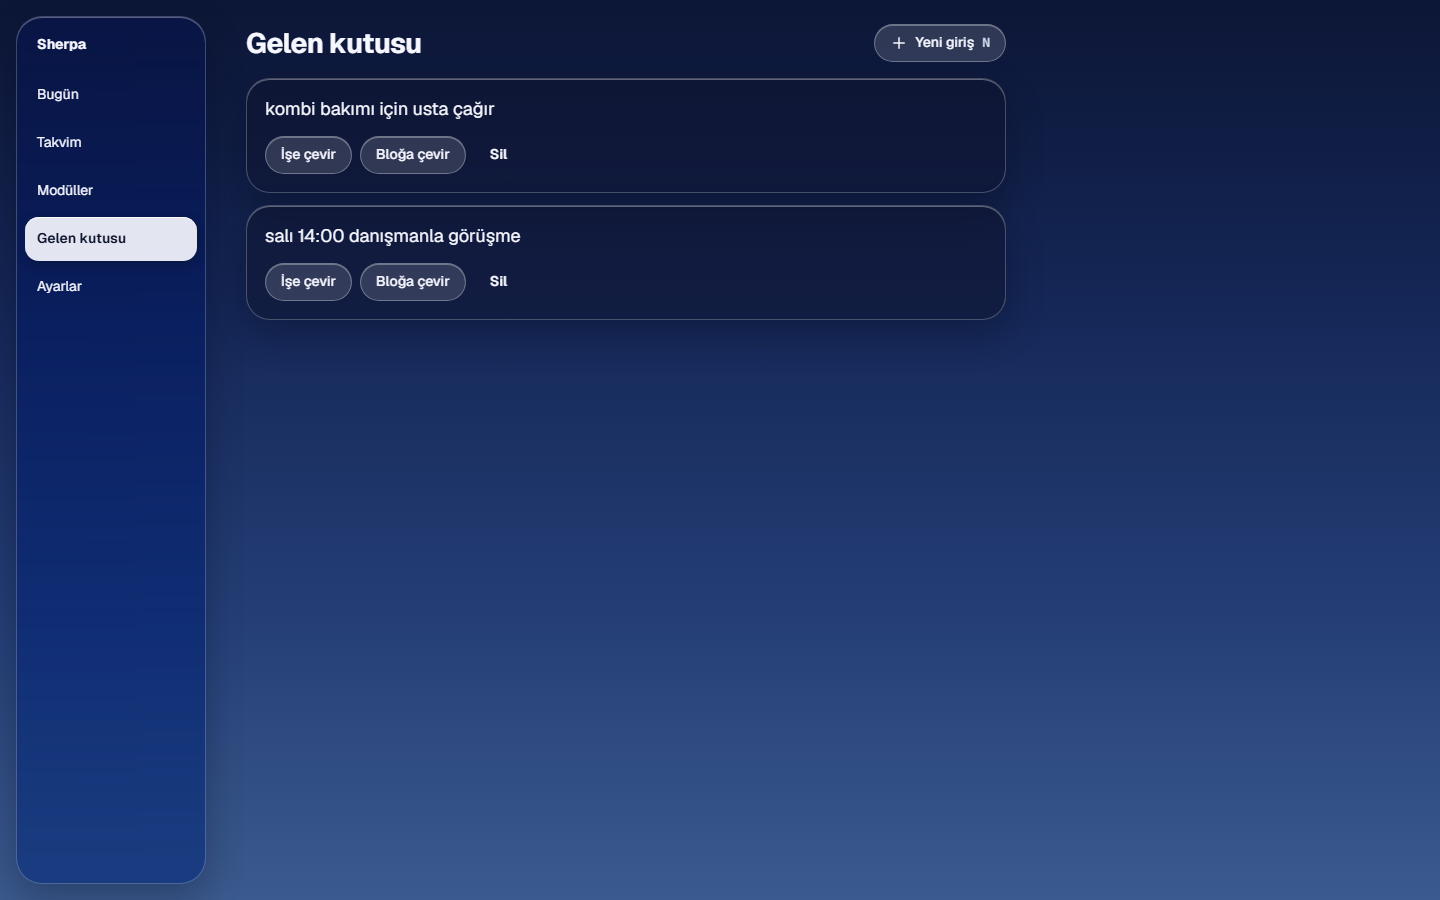 Sherpa
Bugün
Takvim
Modüller
Gelen kutusu
Ayarlar
Gelen kutusu
Yeni giriş N
kombi bakımı için usta çağır
İşe çevir Bloğa çevir Sil
salı 14:00 danışmanla görüşme
İşe çevir Bloğa çevir Sil